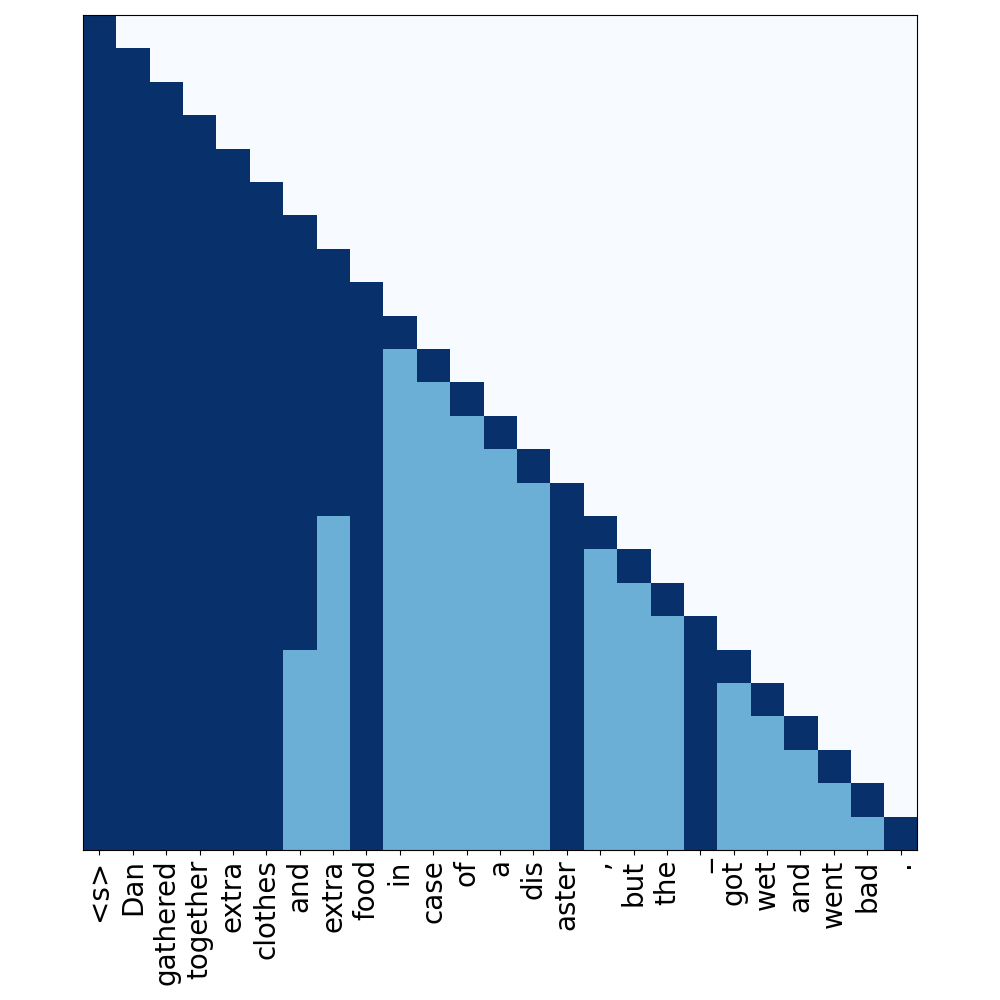 <s> Dan gathered together extra clothes and extra food in case of a dis aster , but the _ got wet and went bad .